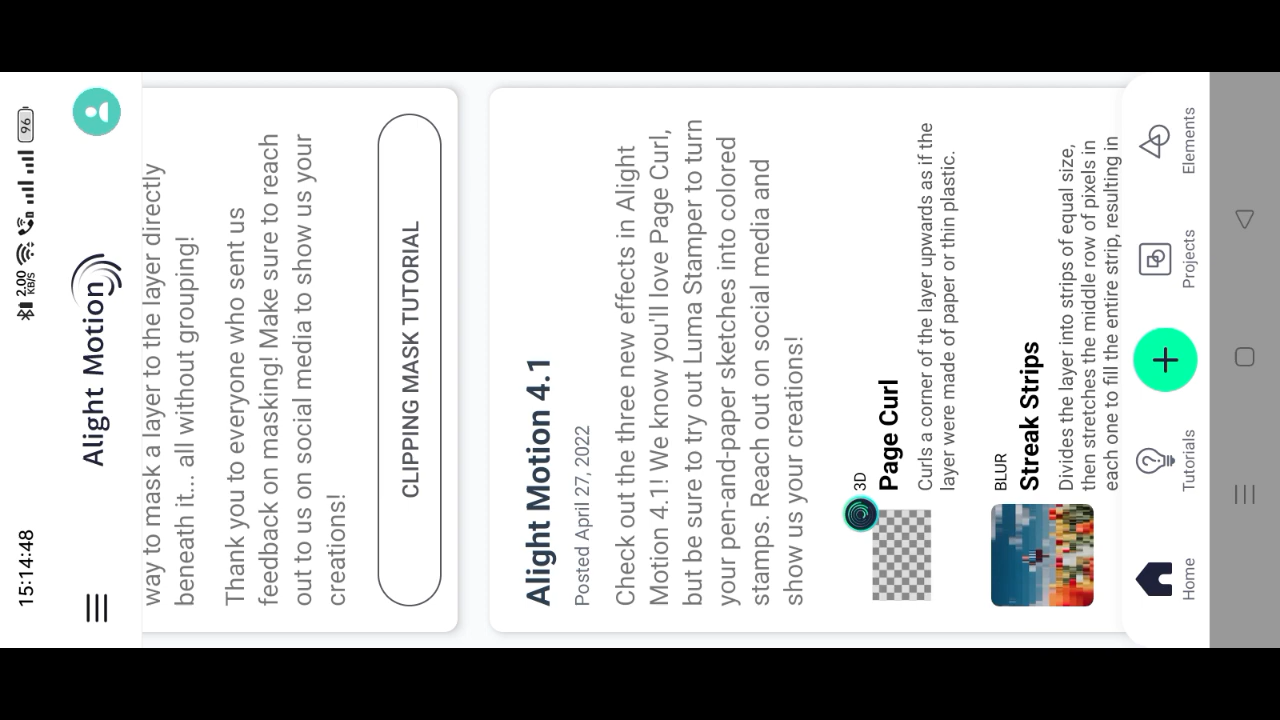 15:14:48
2.00
KB/S
96
Alight Motion
way to mask a layer to the layer directly
beneath it... all without grouping!
Thank you to everyone who sent us
feedback on masking! Make sure to reach
out to us on social media to show us your
creations!
CLIPPING MASK TUTORIAL
Alight Motion 4.1
Posted April 27, 2022
Check out the three new effects in Alight
Motion 4.1! We know you'll love Page Curl,
but be sure to try out Luma Stamper to turn
your pen-and-paper sketches into colored
stamps. Reach out on social media and
show us your creations!
3D
Page Curl
Curls a corner of the layer upwards as if the
layer were made of paper or thin plastic.
BLUR
Streak Strips
Divides the layer into strips of equal size,
then stretches the middle row of pixels in
each one to fill the entire strip, resulting in
Home
Tutorials
Projects
Elements